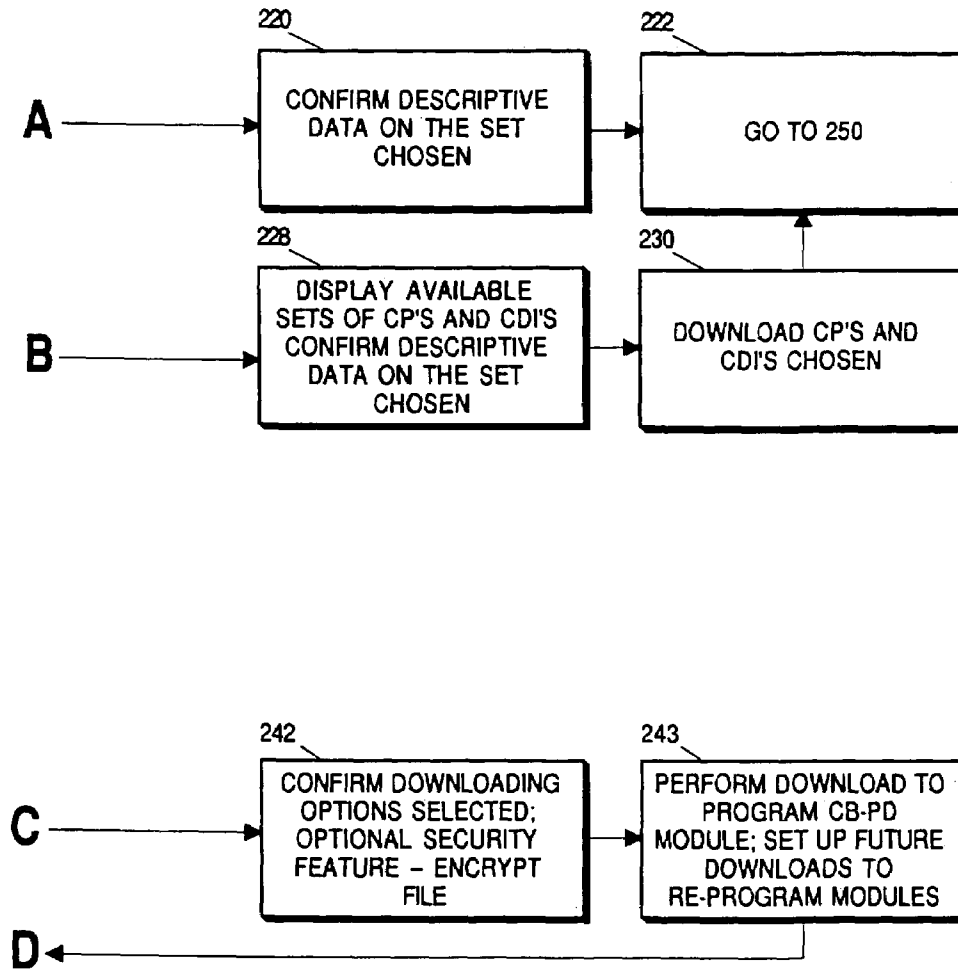 220
222
A
CONFIRM DESCRIPTIVE
DATA ON THE SET
CHOSEN
GO TO 250
228
230
B
DISPLAY AVAILABLE
SETS OF CP'S AND CDI'S
CONFIRM DESCRIPTIVE
DATA ON THE SET
CHOSEN
DOWNLOAD CP'S AND
CDI'S CHOSEN
242
243
C
CONFIRM DOWNLOADING
OPTIONS SELECTED;
OPTIONAL SECURITY
FEATURE – ENCRYPT
FILE
PERFORM DOWNLOAD TO
PROGRAM CB-PD
MODULE; SET UP FUTURE
DOWNLOADS TO
RE-PROGRAM MODULES
D